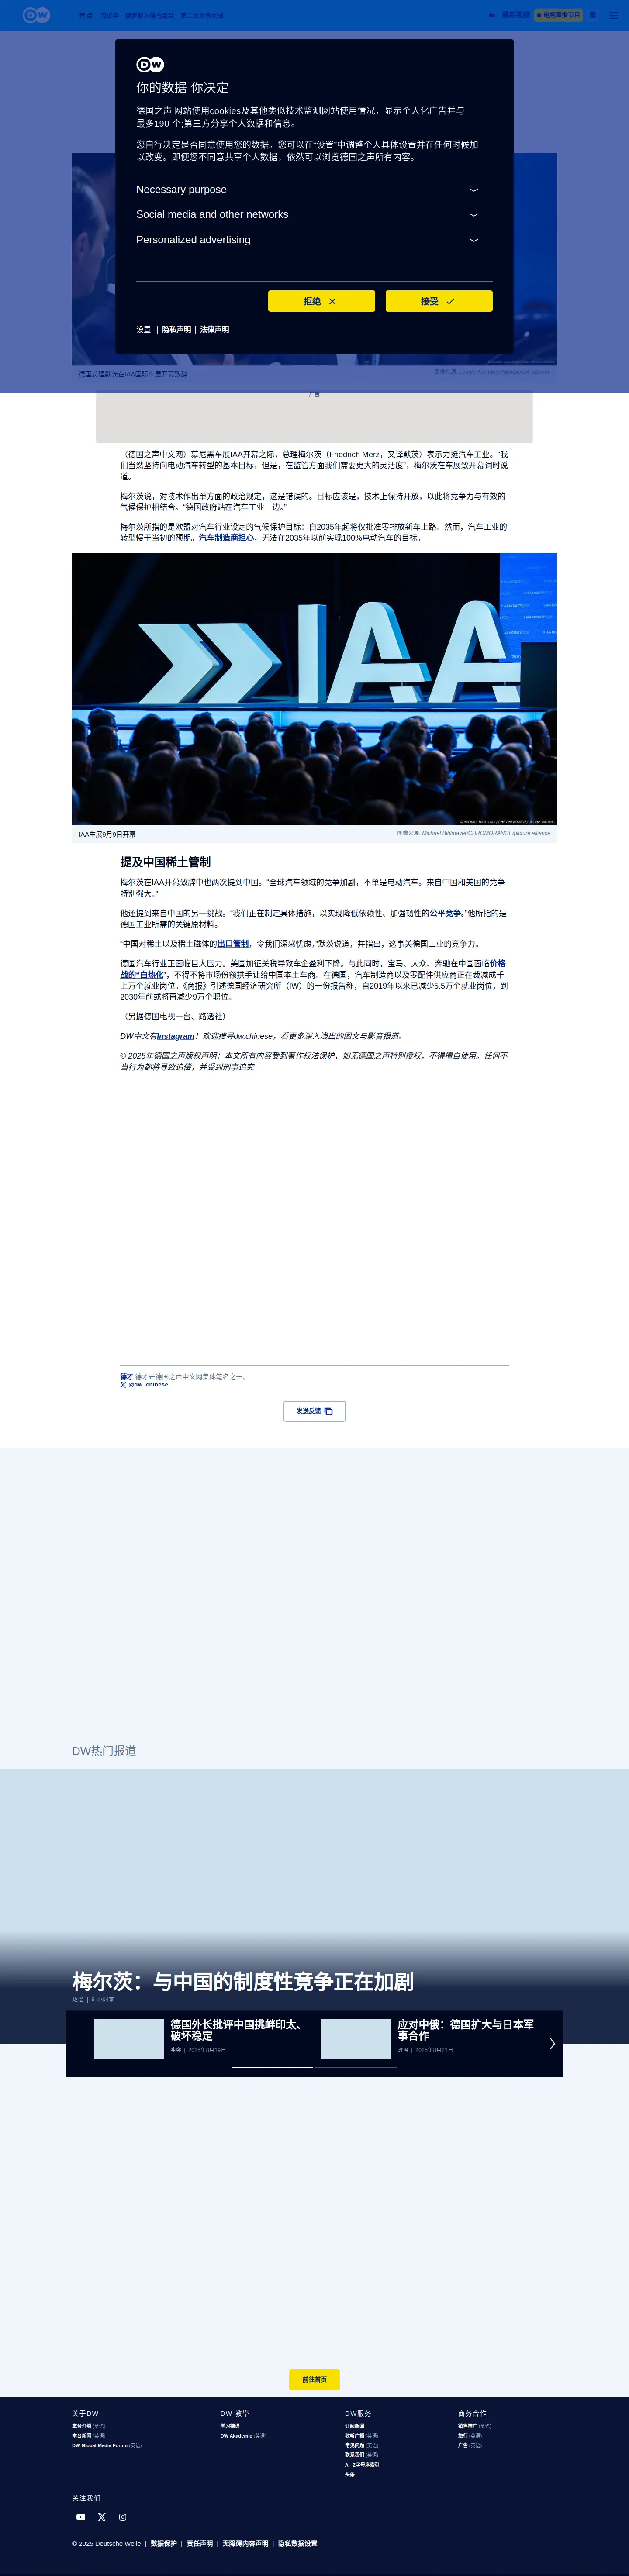 DW
热点 习近平 俄罗斯入侵乌克兰 第二次世界大战
最新视频 电视直播节目 繁
DW
你的数据 你决定
德国之声'网站使用cookies及其他类似技术监测网站使用情况，显示个人化广告并与
最多190 个;第三方分享个人数据和信息。
您自行决定是否同意使用您的数据。您可以在“设置”中调整个人具体设置并在任何时候加
以改变。即便您不同意共享个人数据，依然可以浏览德国之声所有内容。
Necessary purpose
Social media and other networks
Personalized advertising
拒绝 接受
设置 | 隐私声明 | 法律声明
德国总理默茨在IAA国际车展开幕致辞
广告
（德国之声中文网）慕尼黑车展IAA开幕之际，总理梅尔茨（Friedrich Merz，又译默茨）表示力挺汽车工业。“我
们当然坚持向电动汽车转型的基本目标，但是，在监管方面我们需要更大的灵活度”，梅尔茨在车展致开幕词时说
道。
梅尔茨说，对技术作出单方面的政治规定，这是错误的。目标应该是，技术上保持开放，以此将竞争力与有效的
气候保护相结合。“德国政府站在汽车工业一边。”
梅尔茨所指的是欧盟对汽车行业设定的气候保护目标：自2035年起将仅批准零排放新车上路。然而，汽车工业的
转型慢于当初的预期。汽车制造商担心，无法在2035年以前实现100%电动汽车的目标。
IAA
© Michael Bihlmayer/CHROMORANGE/picture alliance
IAA车展9月9日开幕
图像来源: Michael Bihlmayer/CHROMORANGE/picture alliance
提及中国稀土管制
梅尔茨在IAA开幕致辞中也两次提到中国。“全球汽车领域的竞争加剧，不单是电动汽车。来自中国和美国的竞争
特别强大。”
他还提到来自中国的另一挑战。“我们正在制定具体措施，以实现降低依赖性、加强韧性的公平竞争。”他所指的是
德国工业所需的关键原材料。
“中国对稀土以及稀土磁体的出口管制，令我们深感忧虑，”默茨说道，并指出，这事关德国工业的竞争力。
德国汽车行业正面临巨大压力。美国加征关税导致车企盈利下降。与此同时，宝马、大众、奔驰在中国面临价格
战的“白热化”，不得不将市场份额拱手让给中国本土车商。在德国，汽车制造商以及零配件供应商正在裁减成千
上万个就业岗位。《商报》引述德国经济研究所（IW）的一份报告称，自2019年以来已减少5.5万个就业岗位，到
2030年前或将再减少9万个职位。
（另据德国电视一台、路透社）
DW中文有Instagram！欢迎搜寻dw.chinese，看更多深入浅出的图文与影音报道。
© 2025年德国之声版权声明：本文所有内容受到著作权法保护，如无德国之声特别授权，不得擅自使用。任何不
当行为都将导致追偿，并受到刑事追究
德才 德才是德国之声中文网集体笔名之一。
@dw_chinese
发送反馈
DW热门报道
梅尔茨：与中国的制度性竞争正在加剧
政治 | 8 小时前
德国外长批评中国挑衅印太、
破坏稳定
冲突 | 2025年8月19日
应对中俄：德国扩大与日本军
事合作
政治 | 2025年8月21日
前往首页
关于DW
本台介绍 (英语)
本台新闻 (英语)
DW Global Media Forum (英语)
DW 教學
学习德语
DW Akademie (英语)
DW服务
订阅新闻
收听广播 (英语)
常见问题 (英语)
联系我们 (英语)
A - Z字母序索引
头条
商务合作
销售推广 (英语)
旅行 (英语)
广告 (英语)
关注我们
© 2025 Deutsche Welle | 数据保护 | 责任声明 | 无障碍内容声明 | 隐私数据设置